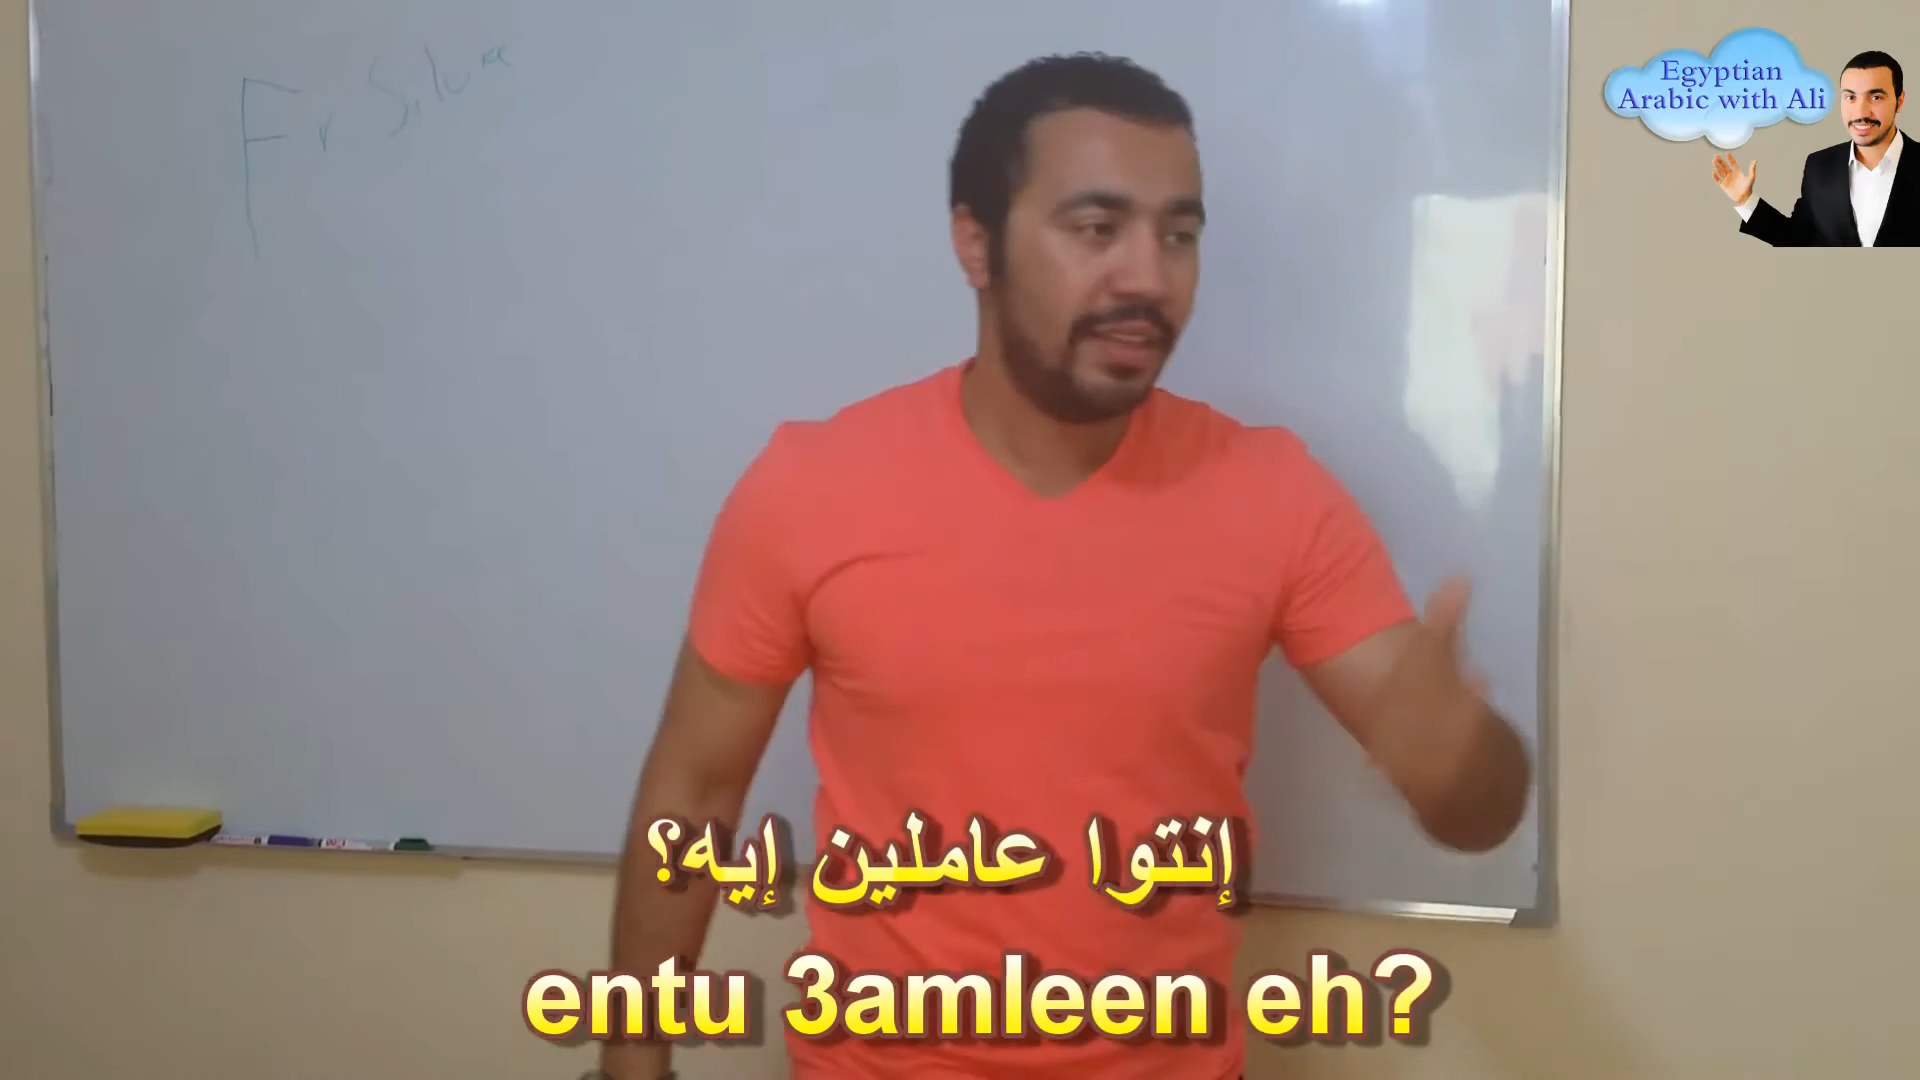 Egyptian
Arabic with Ali
إنتوا عاملين إيه؟
entu 3amleen eh?